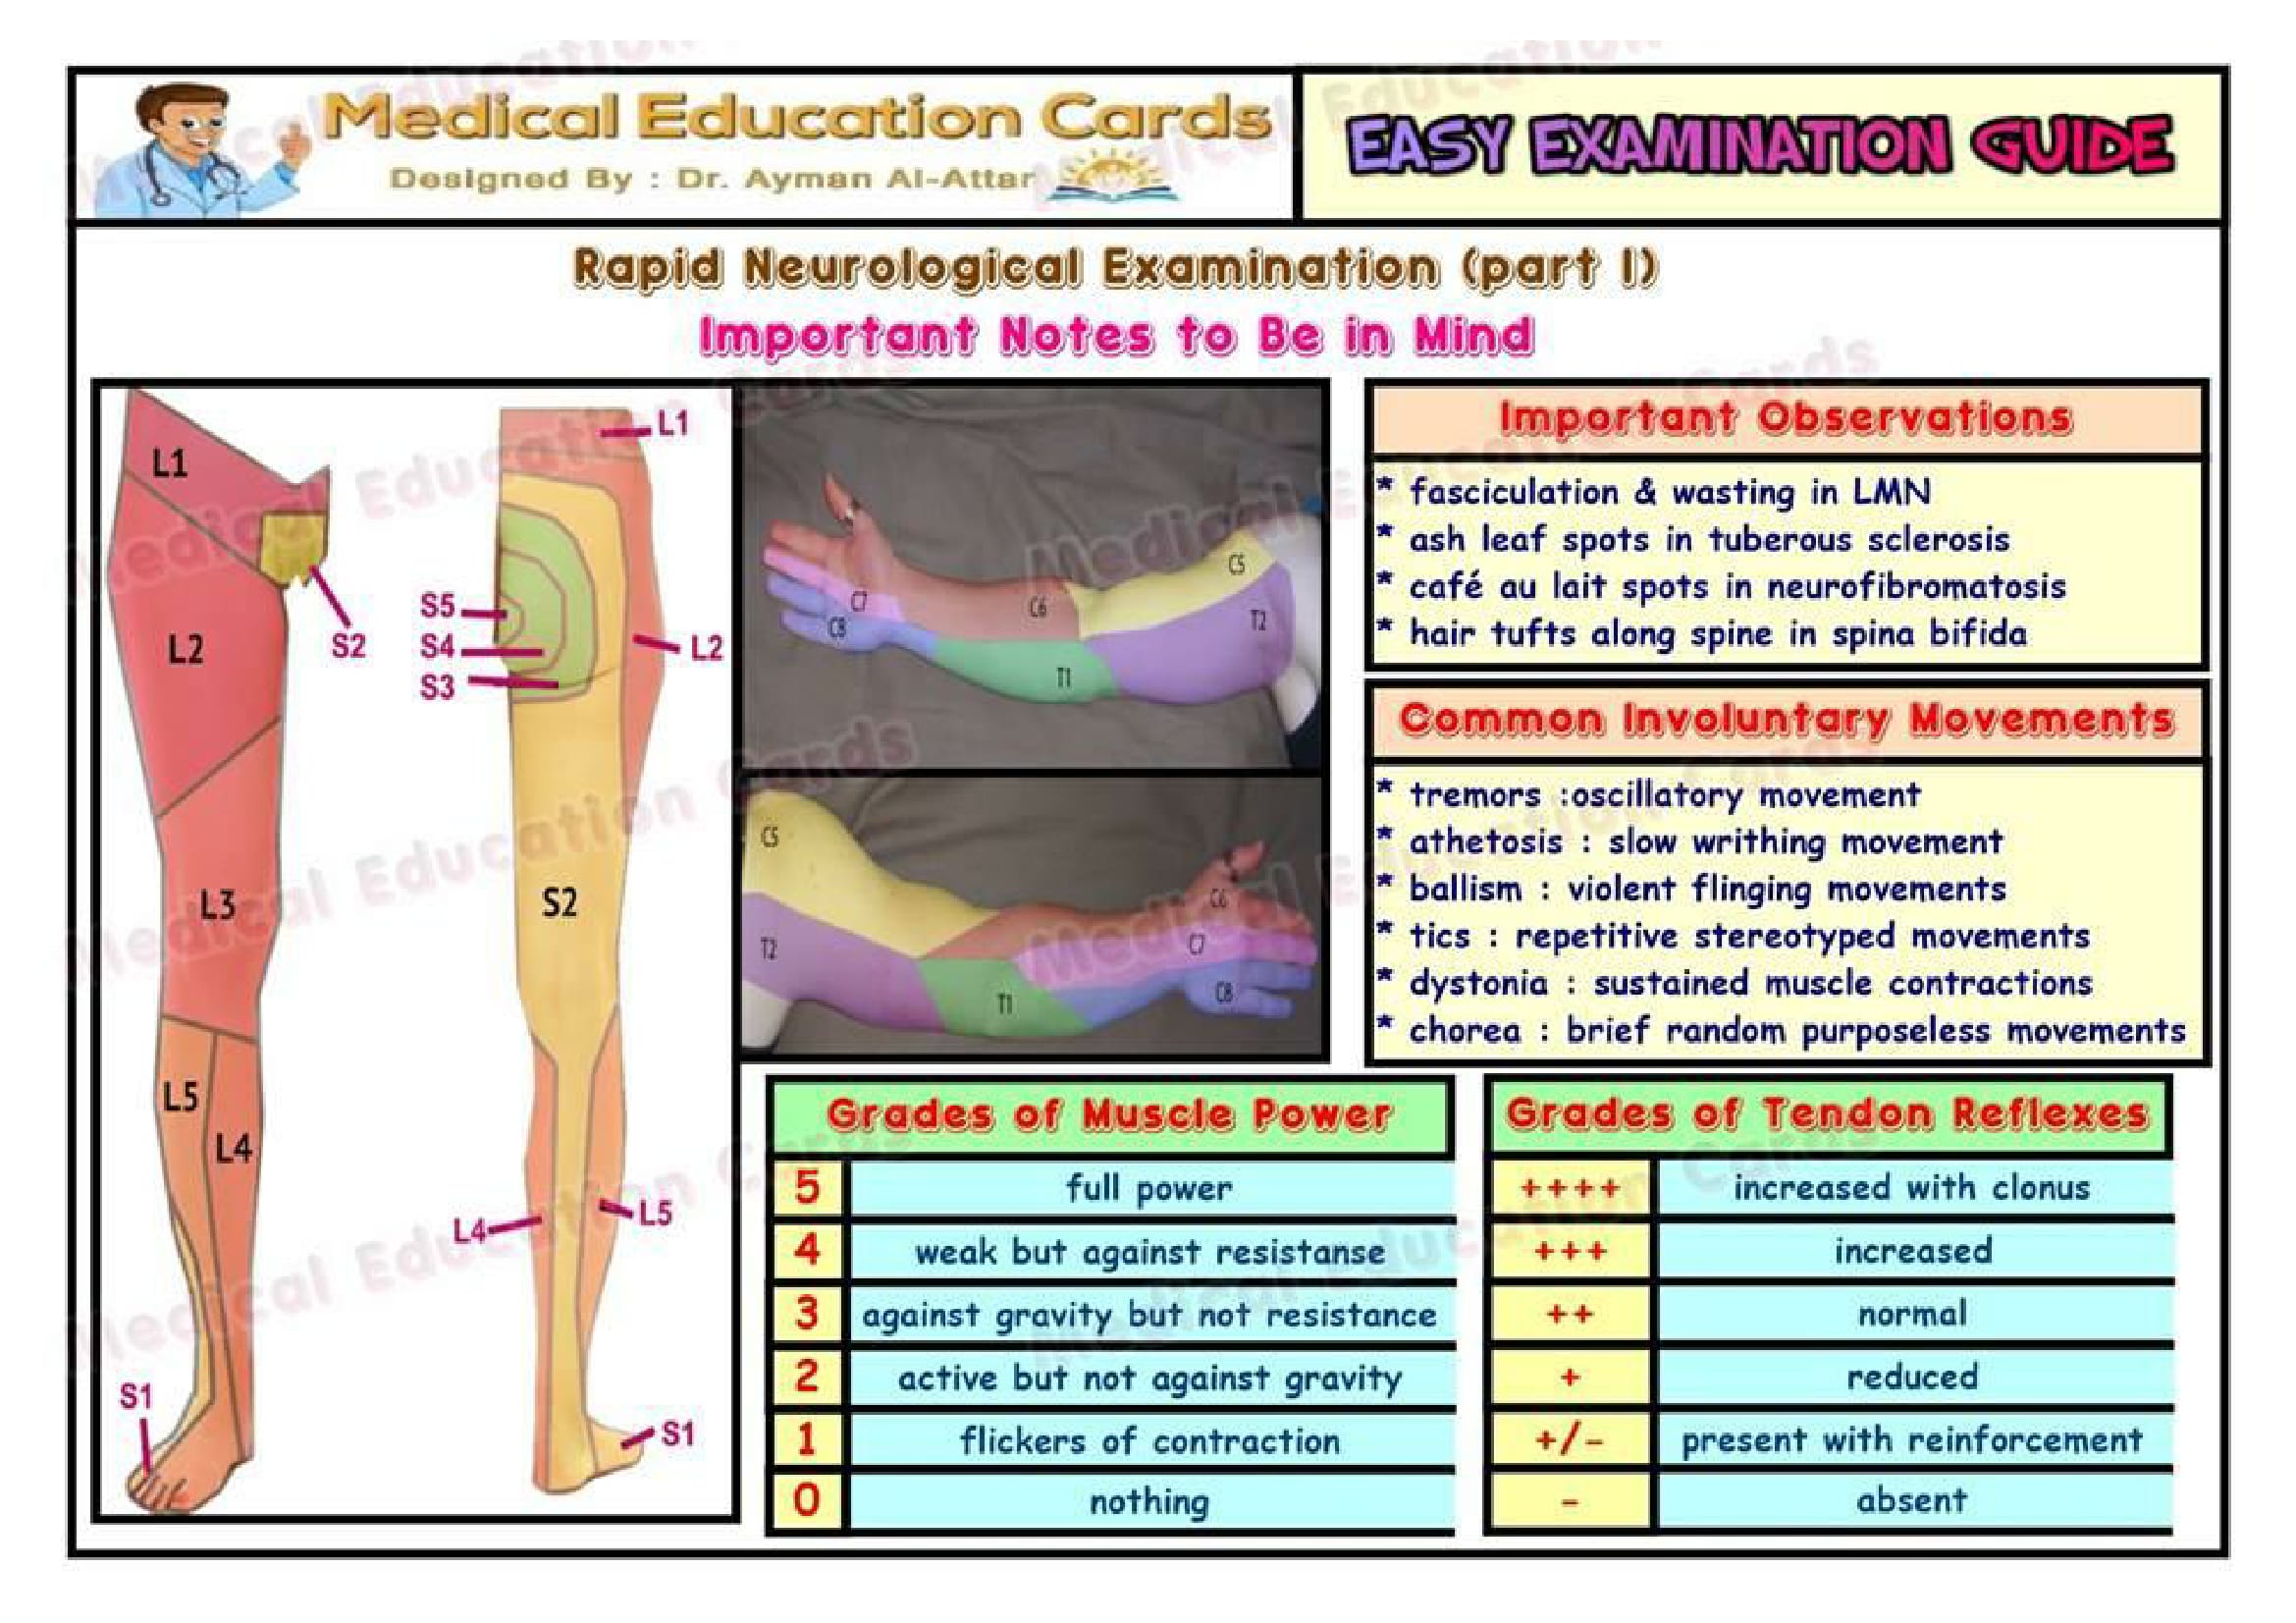 Medical Education Cards
Designed By : Dr. Ayman Al-Attar
EASY EXAMINATION GUIDE
Rapid Neurological Examination (part I)
Important Notes to Be in Mind
L1
L2
S2
L3
L5
L4
S1
L1
S5
S4
S3
L2
S2
L4
L5
S1
C5
C7
C6
C8
T2
T1
C5
C6
C7
T2
T1
C8
Important Observations
* fasciculation & wasting in LMN
* ash leaf spots in tuberous sclerosis
* café au lait spots in neurofibromatosis
* hair tufts along spine in spina bifida
Common Involuntary Movements
* tremors :oscillatory movement
* athetosis : slow writhing movement
* ballism : violent flinging movements
* tics : repetitive stereotyped movements
* dystonia : sustained muscle contractions
* chorea : brief random purposeless movements
Grades of Muscle Power
5 full power
4 weak but against resistanse
3 against gravity but not resistance
2 active but not against gravity
1 flickers of contraction
0 nothing
Grades of Tendon Reflexes
++++ increased with clonus
+++ increased
++ normal
+ reduced
+/- present with reinforcement
- absent